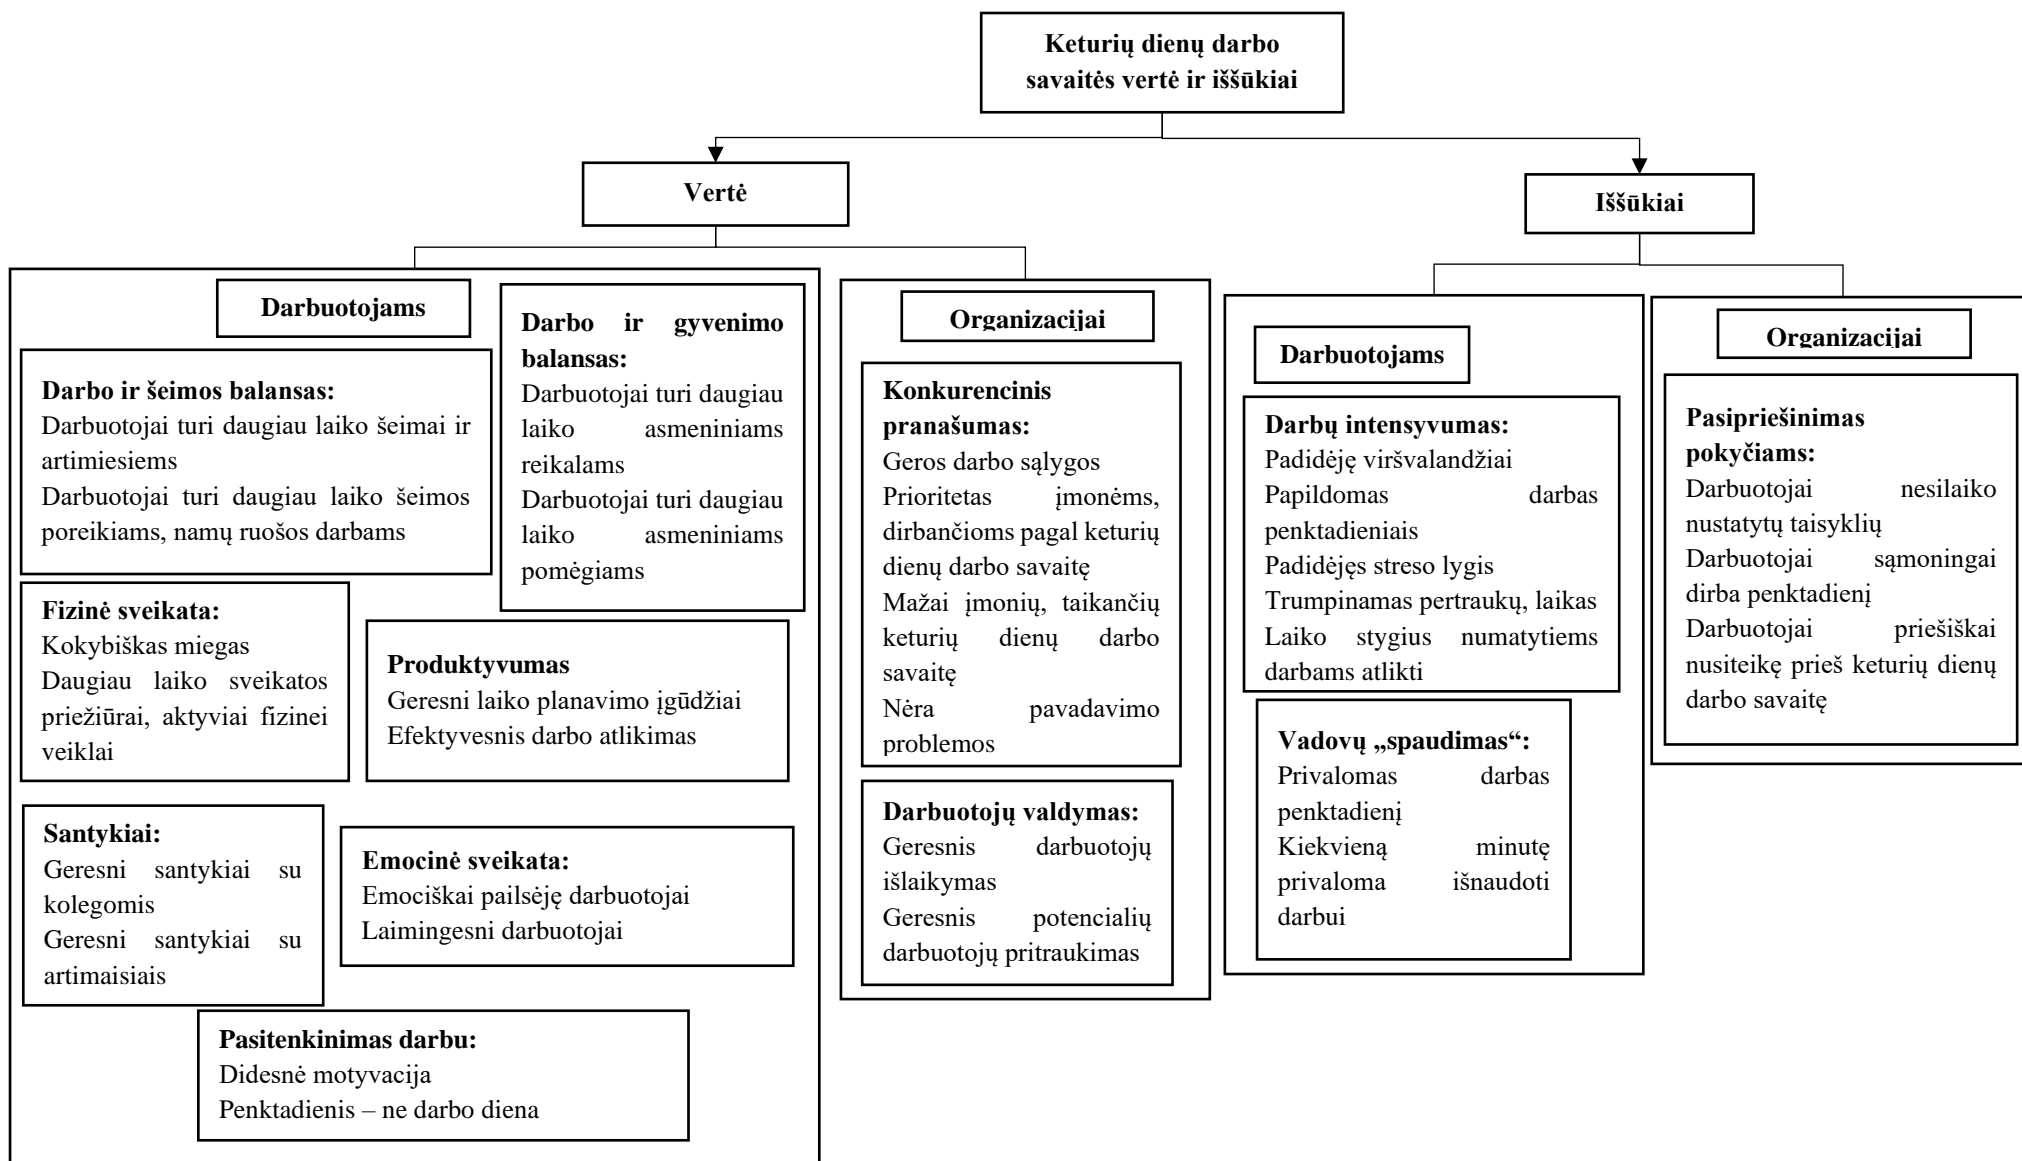 Keturių dienų darbo
savaitės vertė ir iššūkiai
Vertė
Iššūkiai
Darbuotojams
Darbo ir gyvenimo
balansas:
Darbuotojai turi daugiau
laiko asmeniniams
reikalams
Darbuotojai turi daugiau
laiko asmeniniams
pomėgiams
Darbo ir šeimos balansas:
Darbuotojai turi daugiau laiko šeimai ir
artimiesiems
Darbuotojai turi daugiau laiko šeimos
poreikiams, namų ruošos darbams
Fizinė sveikata:
Kokybiškas miegas
Daugiau laiko sveikatos
priežiūrai, aktyviai fizinei
veiklai
Produktyvumas
Geresni laiko planavimo įgūdžiai
Efektyvesnis darbo atlikimas
Santykiai:
Geresni santykiai su
kolegomis
Geresni santykiai su
artimaisiais
Emocinė sveikata:
Emociškai pailsėję darbuotojai
Laimingesni darbuotojai
Pasitenkinimas darbu:
Didesnė motyvacija
Penktadienis – ne darbo diena
Organizacijai
Konkurencinis
pranašumas:
Geros darbo sąlygos
Prioritetas įmonėms,
dirbančioms pagal keturių
dienų darbo savaitę
Mažai įmonių, taikančių
keturių dienų darbo
savaitę
Nėra pavadavimo
problemos
Darbuotojų valdymas:
Geresnis darbuotojų
išlaikymas
Geresnis potencialių
darbuotojų pritraukimas
Darbuotojams
Darbų intensyvumas:
Padidėję viršvalandžiai
Papildomas darbas
penktadieniais
Padidėjęs streso lygis
Trumpinamas pertraukų, laikas
Laiko stygius numatytiems
darbams atlikti
Vadovų „spaudimas“:
Privalomas darbas
penktadienį
Kiekvieną minutę
privaloma išnaudoti
darbui
Organizacijai
Pasipriešinimas
pokyčiams:
Darbuotojai nesilaiko
nustatytų taisyklių
Darbuotojai sąmoningai
dirba penktadienį
Darbuotojai priešiškai
nusiteikę prieš keturių dienų
darbo savaitę